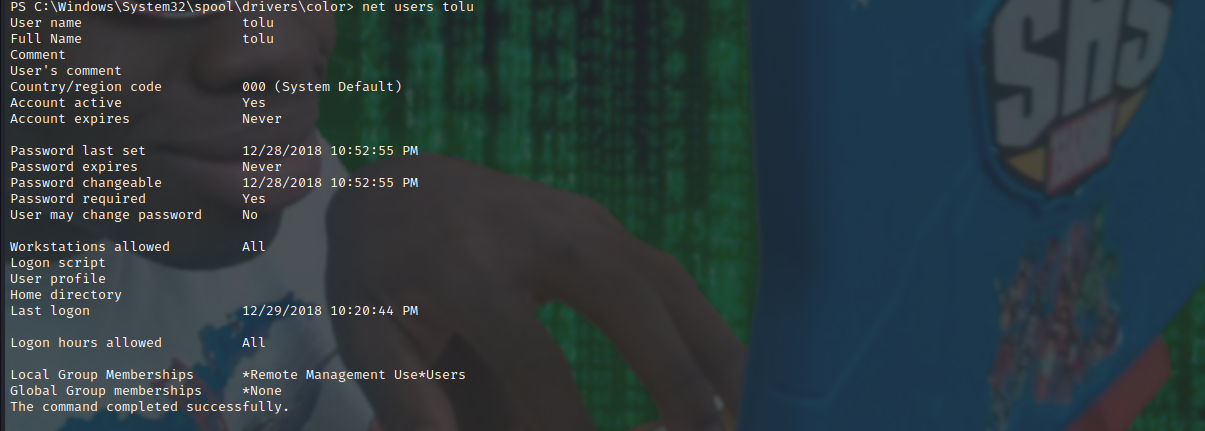 PS C:\Windows\System32\spool\drivers\color> net users tolu
User name                    tolu
Full Name                    tolu
Comment
User's comment
Country/region code          000 (System Default)
Account active               Yes
Account expires              Never
Password last set            12/28/2018 10:52:55 PM
Password expires             Never
Password changeable          12/28/2018 10:52:55 PM
Password required            Yes
User may change password     No
Workstations allowed         All
Logon script
User profile
Home directory
Last logon                   12/29/2018 10:20:44 PM
Logon hours allowed          All
Local Group Memberships      *Remote Management Use*Users
Global Group memberships     *None
The command completed successfully.